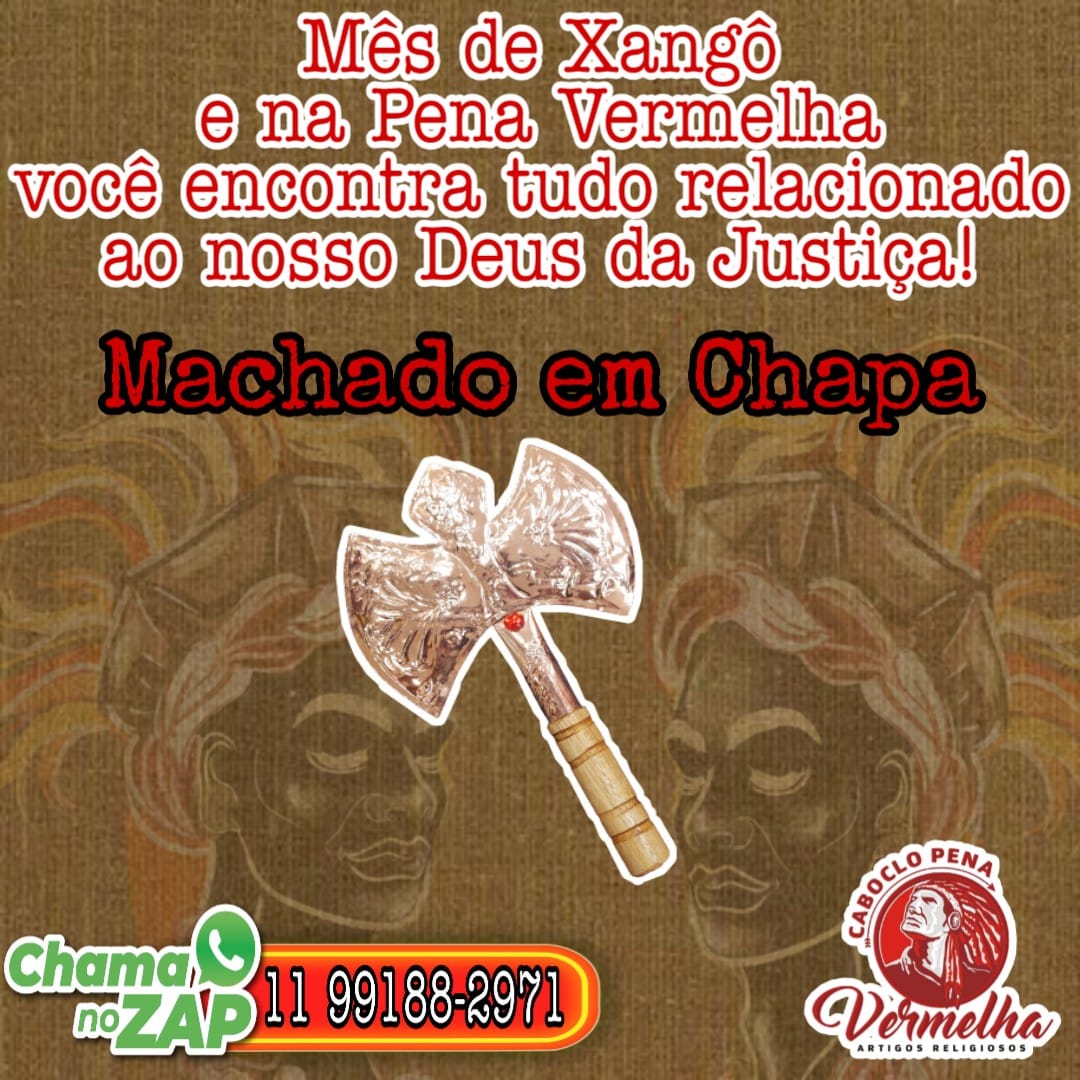 Mês de Xangô
e na Pena Vermelha
você encontra tudo relacionado
ao nosso Deus da Justiça!
Machado em Chapa
Chama
no ZAP
11 99188-2971
CABOCLO PENA
Vermelha
ARTIGOS RELIGIOSOS